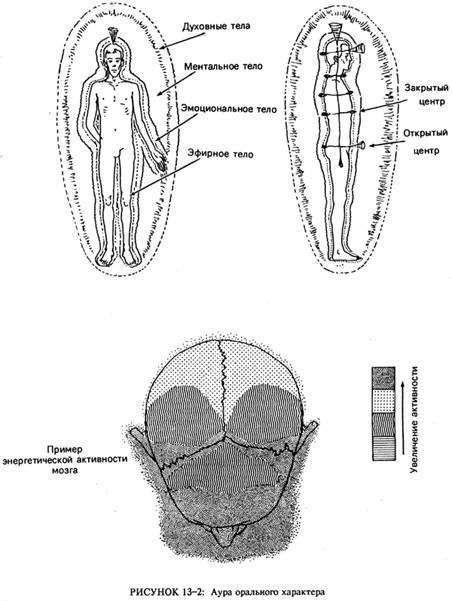 Духовные тела
Ментальное тело
Эмоциональное тело
Эфирное тело
Закрытый
центр
Открытый
центр
Пример
энергетической активности
мозга
Увеличение активности
РИСУНОК 13-2: Аура орального характера